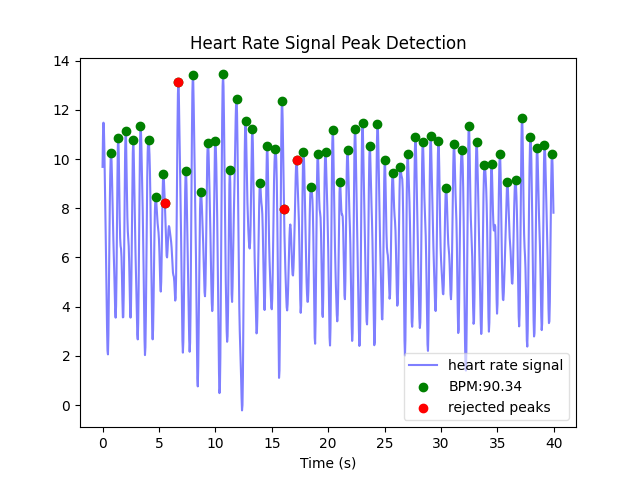 Heart Rate Signal Peak Detection
14
12
10
8
6
4
2
0
heart rate signal
BPM:90.34
rejected peaks
0 5 10 15 20 25 30 35 40
Time (s)